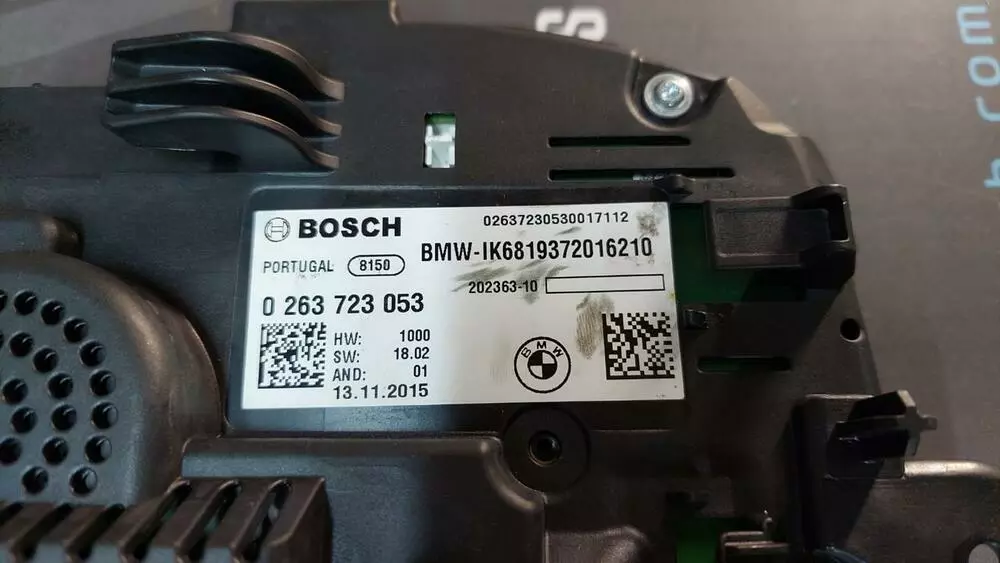 BOSCH
02637230530017112
BMW-IK6819372016210
PORTUGAL 8150
202363-10
0 263 723 053
HW: 1000
SW: 18.02
AND: 01
13.11.2015
BMW
S
com